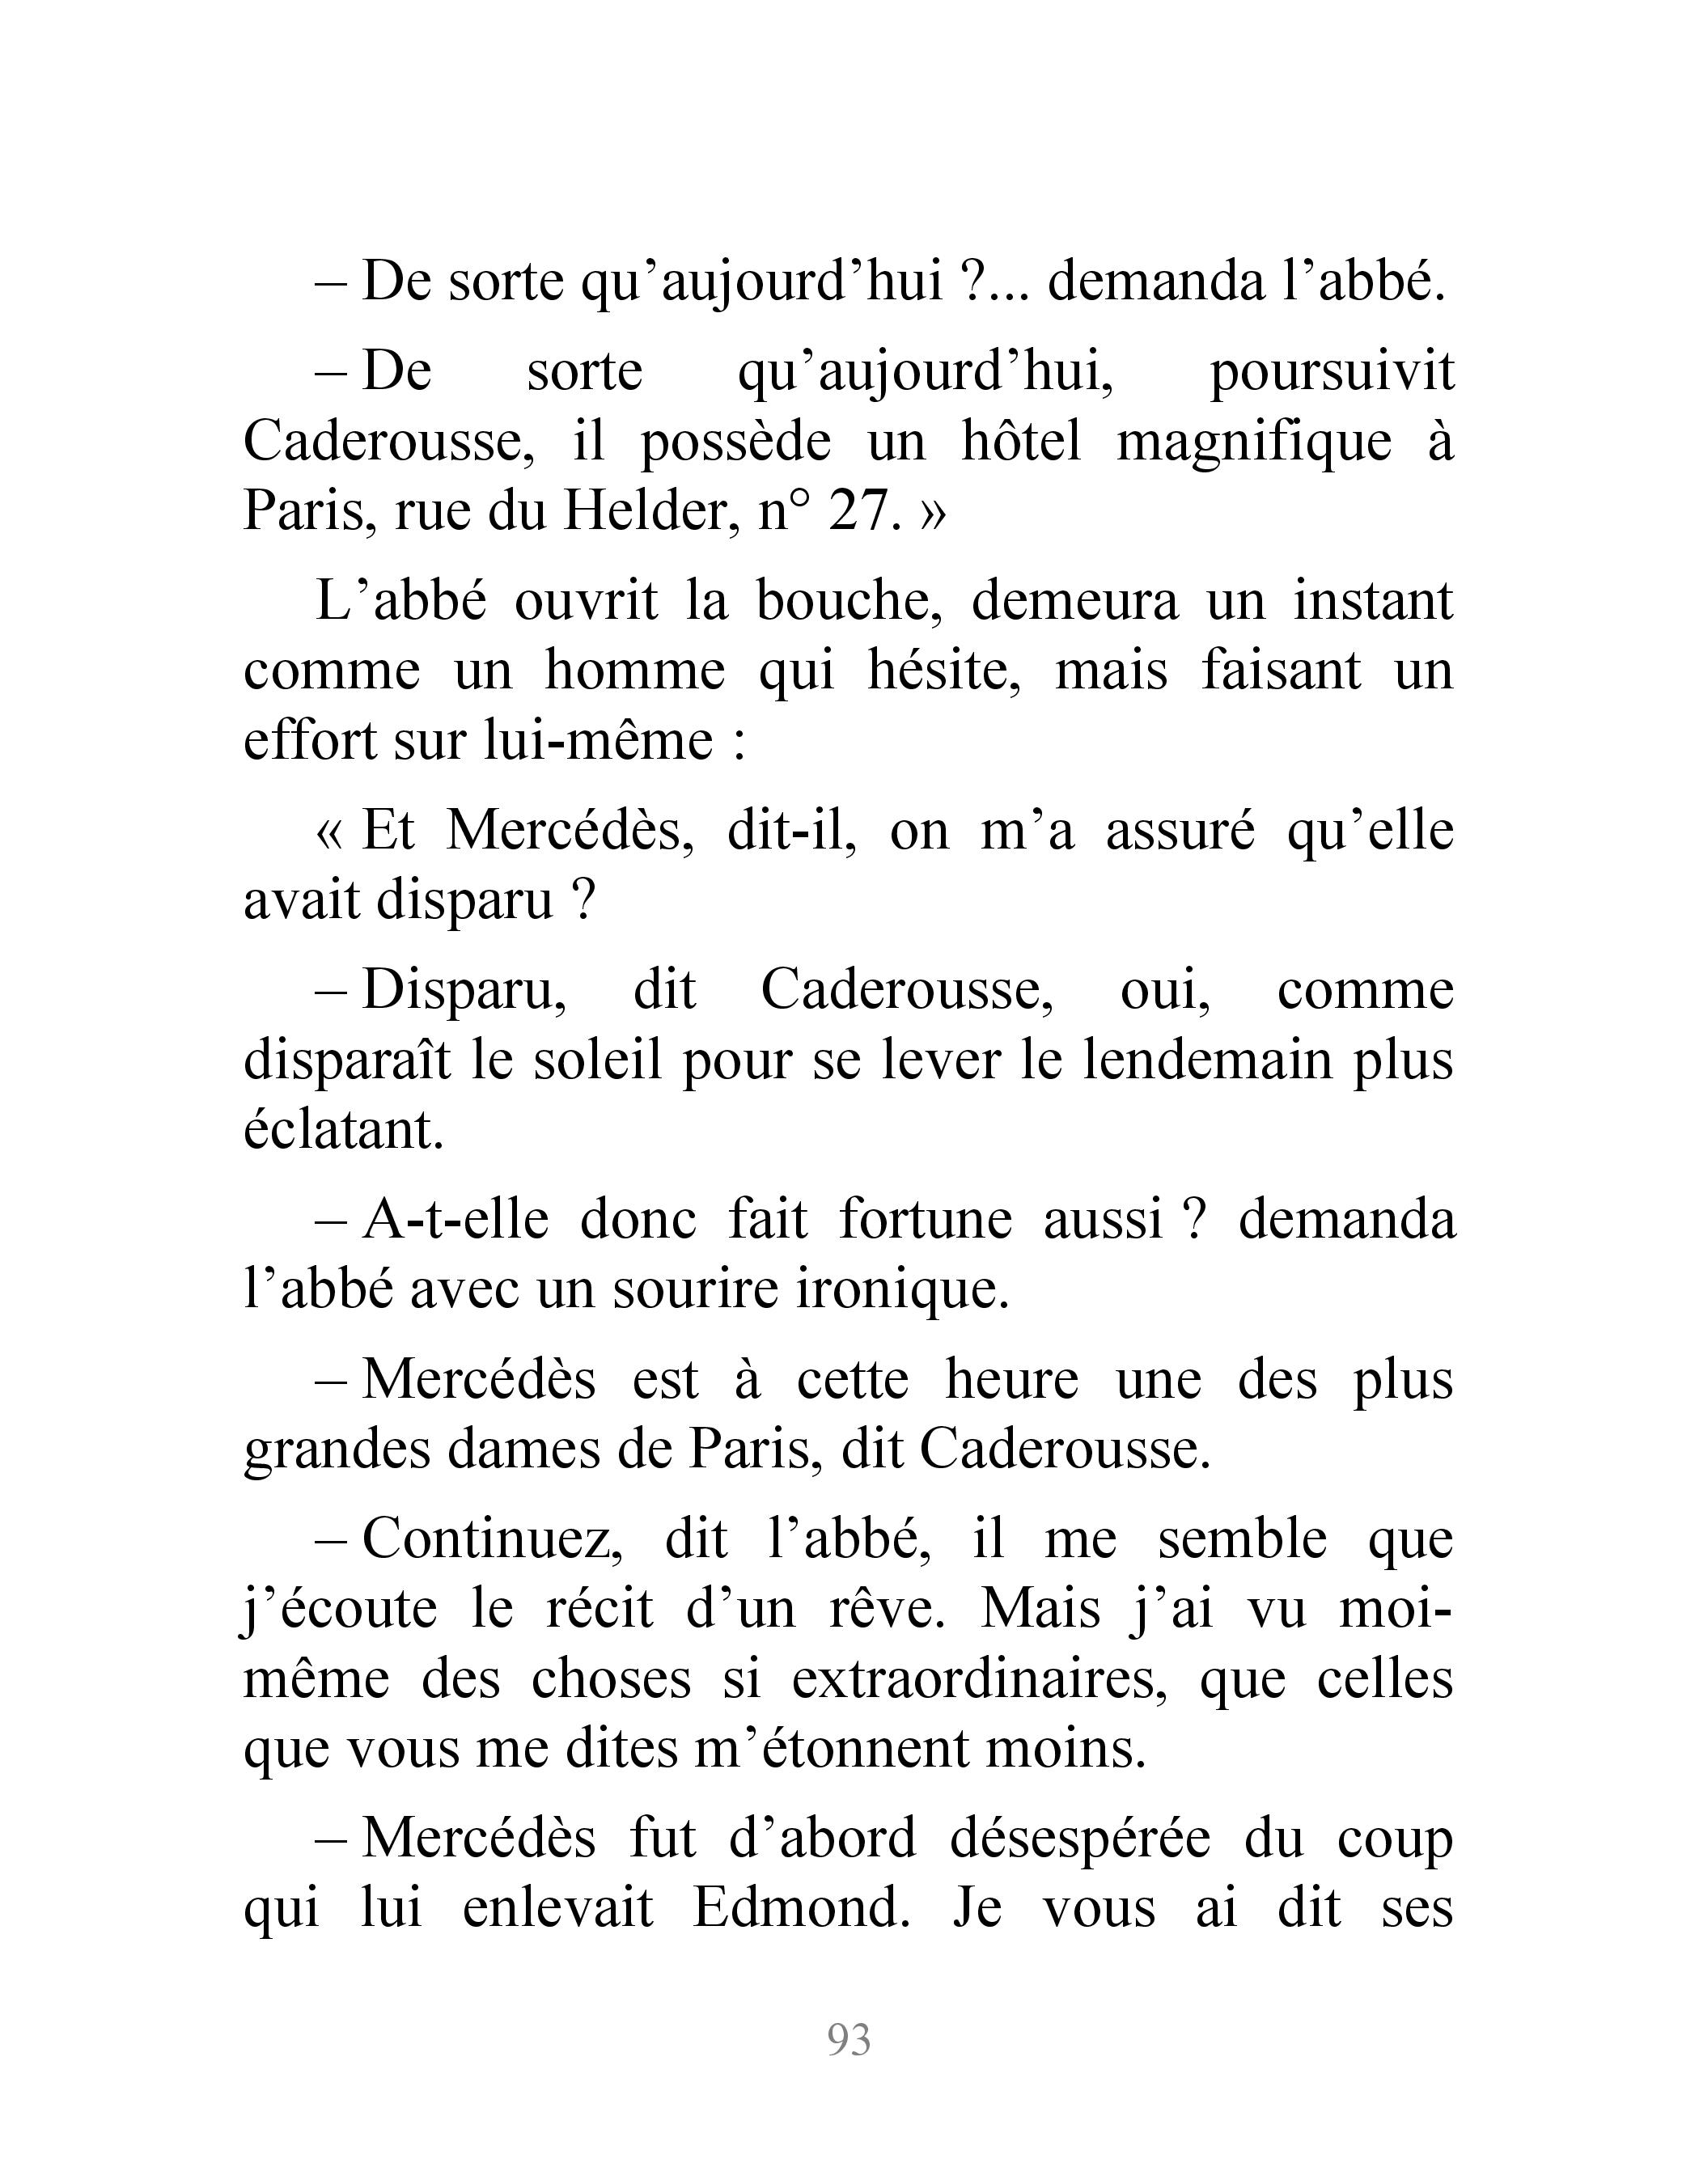 – De sorte qu’aujourd’hui ?... demanda l’abbé.
– De sorte qu’aujourd’hui, poursuivit
Caderousse, il possède un hôtel magnifique à
Paris, rue du Helder, n° 27. »
L’abbé ouvrit la bouche, demeura un instant
comme un homme qui hésite, mais faisant un
effort sur lui-même :
« Et Mercédès, dit-il, on m’a assuré qu’elle
avait disparu ?
– Disparu, dit Caderousse, oui, comme
disparaît le soleil pour se lever le lendemain plus
éclatant.
– A-t-elle donc fait fortune aussi ? demanda
l’abbé avec un sourire ironique.
– Mercédès est à cette heure une des plus
grandes dames de Paris, dit Caderousse.
– Continuez, dit l’abbé, il me semble que
j’écoute le récit d’un rêve. Mais j’ai vu moi-
même des choses si extraordinaires, que celles
que vous me dites m’étonnent moins.
– Mercédès fut d’abord désespérée du coup
qui lui enlevait Edmond. Je vous ai dit ses
93